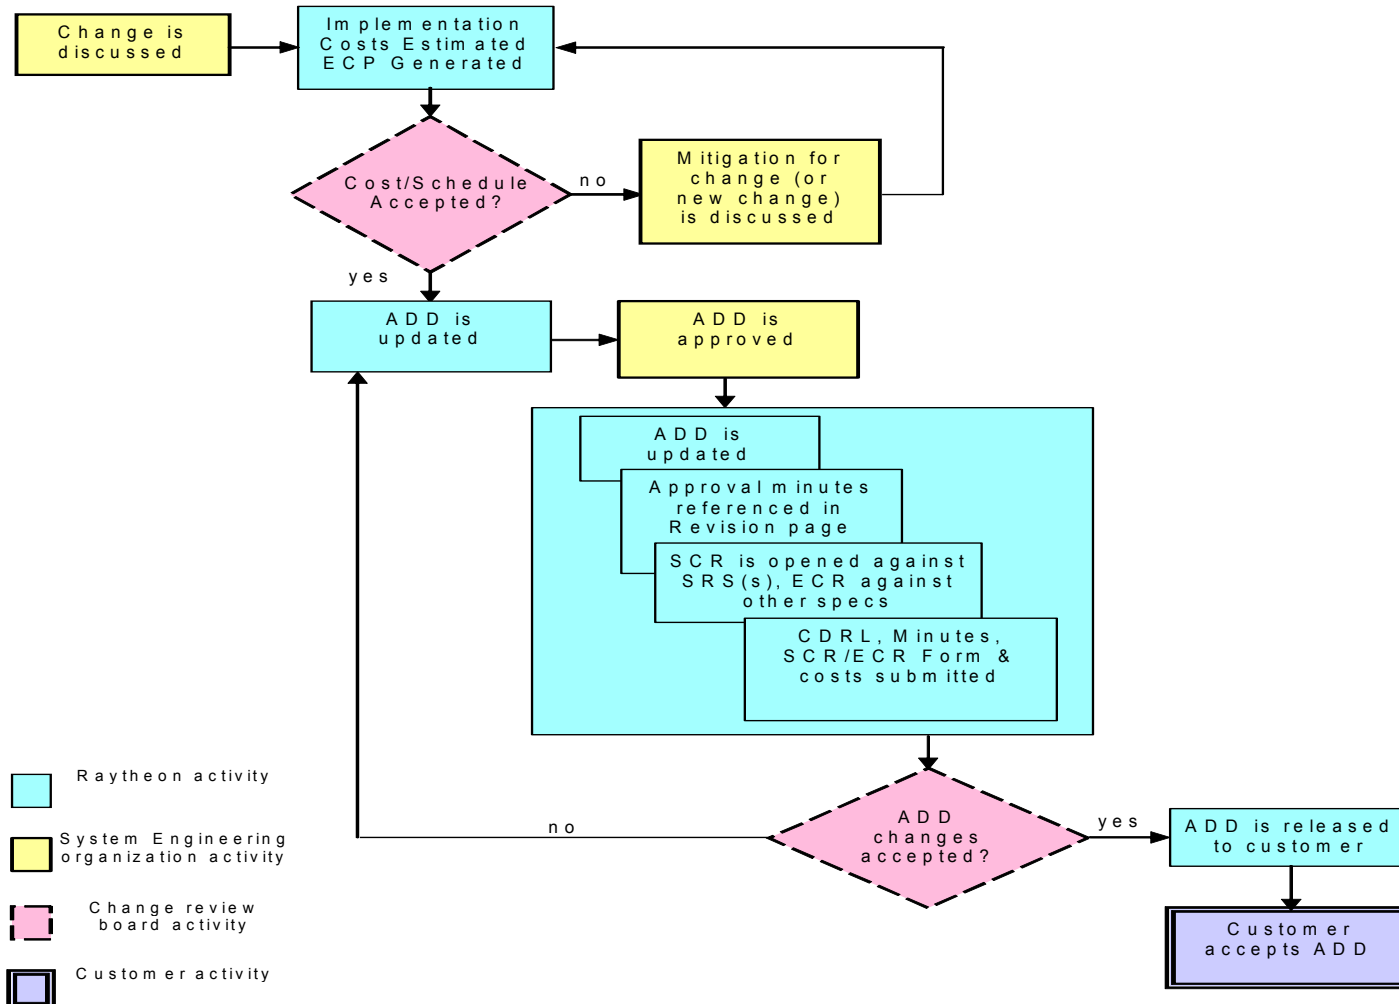 Change is
discussed
Implementation
Costs Estimated
ECP Generated
Cost/Schedule
Accepted?
no
Mitigation for
change (or
new change)
is discussed
yes
ADD is
updated
ADD is
approved
ADD is
updated
Approval minutes
referenced in
Revision page
SCR is opened against
SRS(s), ECR against
other specs
CDRL, Minutes,
SCR/ECR Form &
costs submitted
ADD
changes
accepted?
no
yes
ADD is released
to customer
Customer
accepts ADD
Raytheon activity
System Engineering
organization activity
Change review
board activity
Customer activity